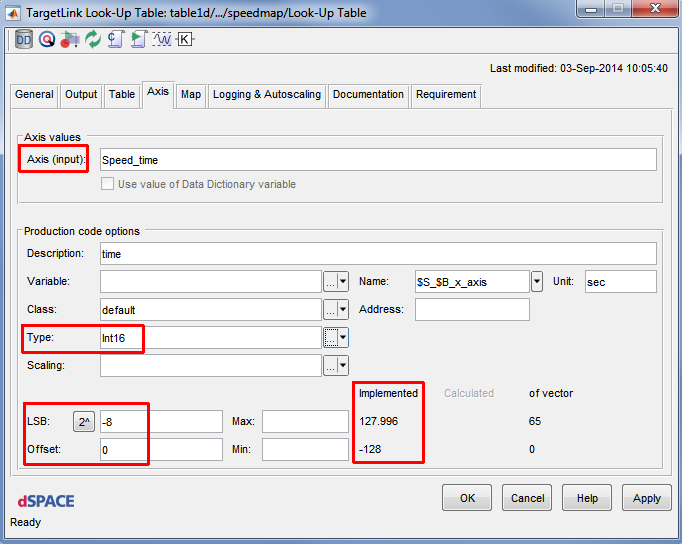 TargetLink Look-Up Table: table1d/.../speedmap/Look-Up Table
DD
Last modified: 03-Sep-2014 10:05:40
General Output Table Axis Map Logging & Autoscaling Documentation Requirement
Axis values
Axis (input): Speed_time
Use value of Data Dictionary variable
Production code options
Description: time
Variable: ... Name: $S_$B_x_axis Unit: sec
Class: default ... Address:
Type: Int16 ...
Scaling: ...
Implemented Calculated of vector
LSB: 2^ -8 Max: 127.996 65
Offset: 0 Min: -128 0
OK Cancel Help Apply
dSPACE
Ready